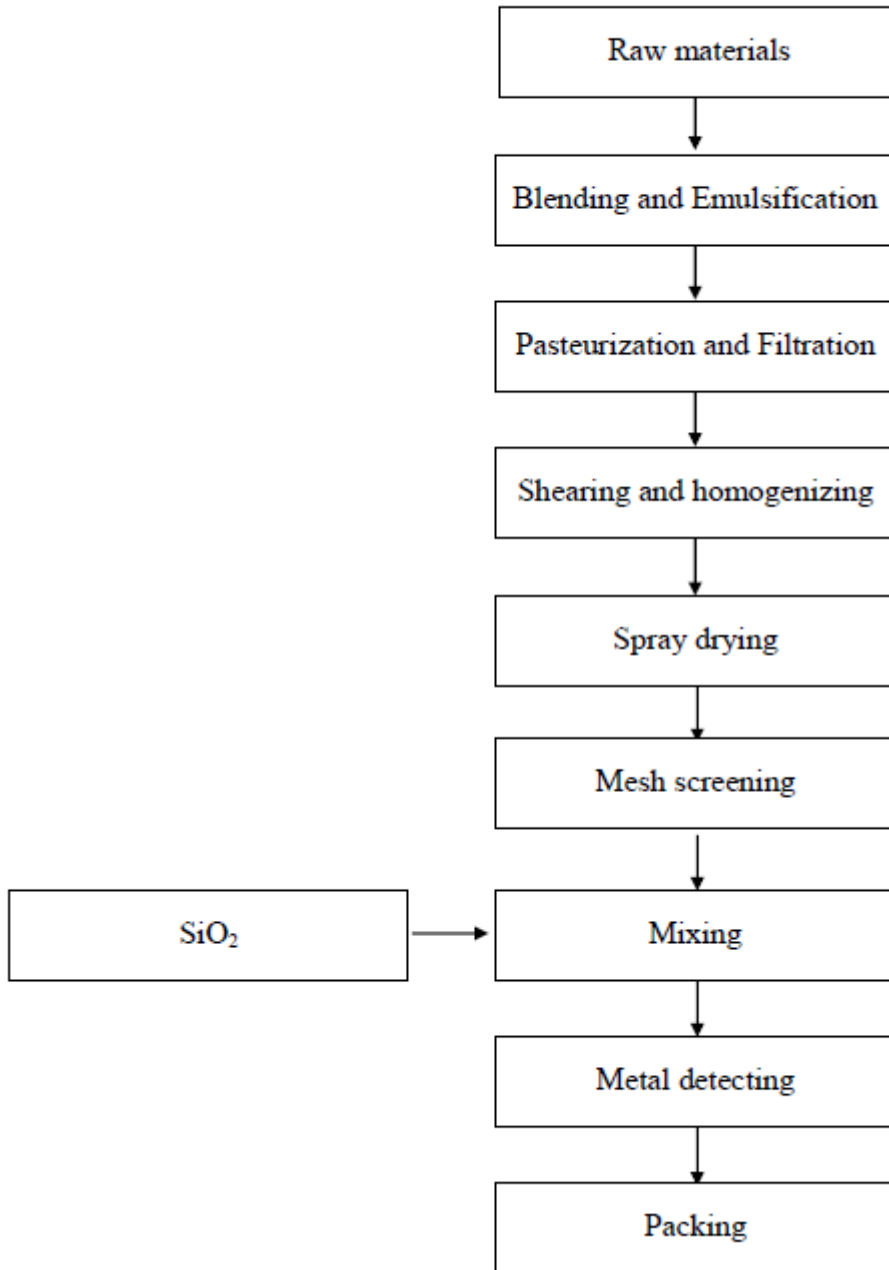 Raw materials
Blending and Emulsification
Pasteurization and Filtration
Shearing and homogenizing
Spray drying
Mesh screening
SiO₂
Mixing
Metal detecting
Packing